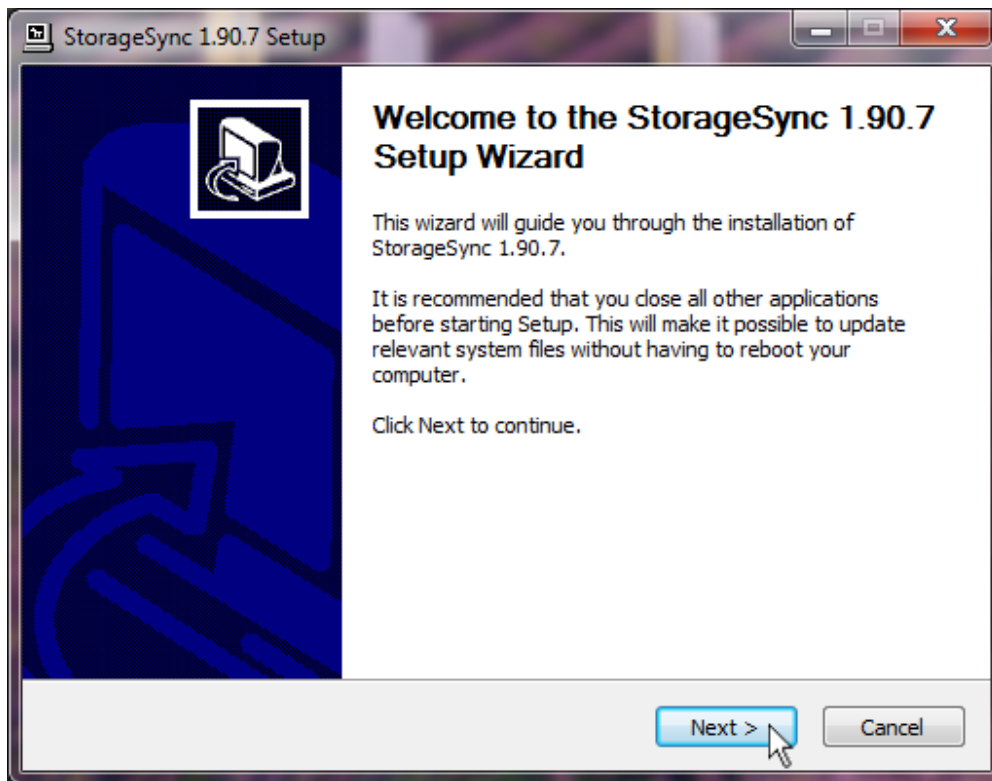 StorageSync 1.90.7 Setup
Welcome to the StorageSync 1.90.7
Setup Wizard
This wizard will guide you through the installation of
StorageSync 1.90.7.
It is recommended that you close all other applications
before starting Setup. This will make it possible to update
relevant system files without having to reboot your
computer.
Click Next to continue.
Next >
Cancel